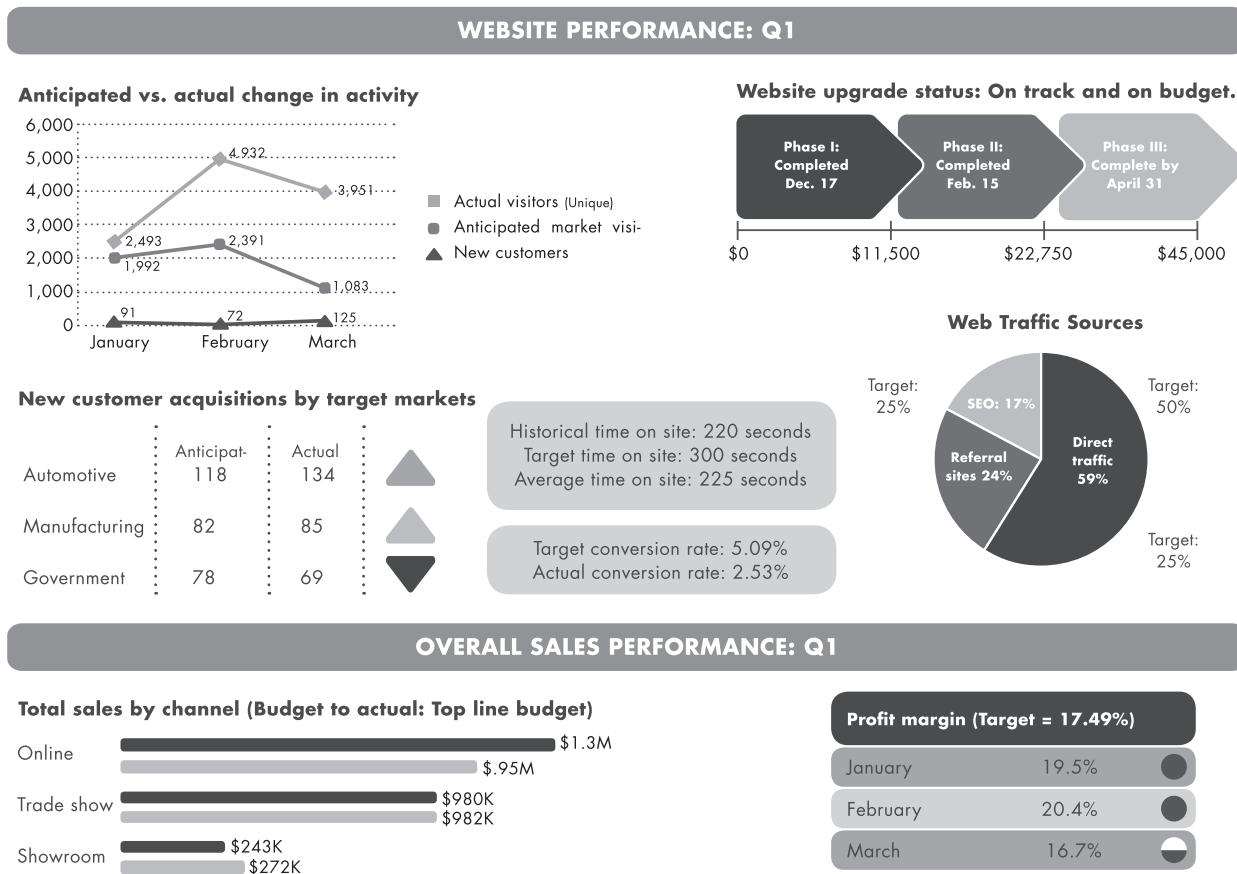 WEBSITE PERFORMANCE: Q1
Anticipated vs. actual change in activity
6,000
5,000
4,000
3,000
2,000
1,000
0
4,932
3,951
2,493
1,992
2,391
1,083
91
72
125
January
February
March
Actual visitors (Unique)
Anticipated market visi-
New customers
Website upgrade status: On track and on budget.
Phase I:
Completed
Dec. 17
Phase II:
Completed
Feb. 15
Phase III:
Complete by
April 31
$0
$11,500
$22,750
$45,000
New customer acquisitions by target markets
Anticipat-
Actual
Automotive 118 134
Manufacturing 82 85
Government 78 69
Historical time on site: 220 seconds
Target time on site: 300 seconds
Average time on site: 225 seconds
Target conversion rate: 5.09%
Actual conversion rate: 2.53%
Web Traffic Sources
Target:
25%
Target:
50%
SEO: 17%
Direct
traffic
59%
Referral
sites 24%
Target:
25%
OVERALL SALES PERFORMANCE: Q1
Total sales by channel (Budget to actual: Top line budget)
Online
$1.3M
$.95M
Trade show
$980K
$982K
Showroom
$243K
$272K
Profit margin (Target = 17.49%)
January 19.5%
February 20.4%
March 16.7%